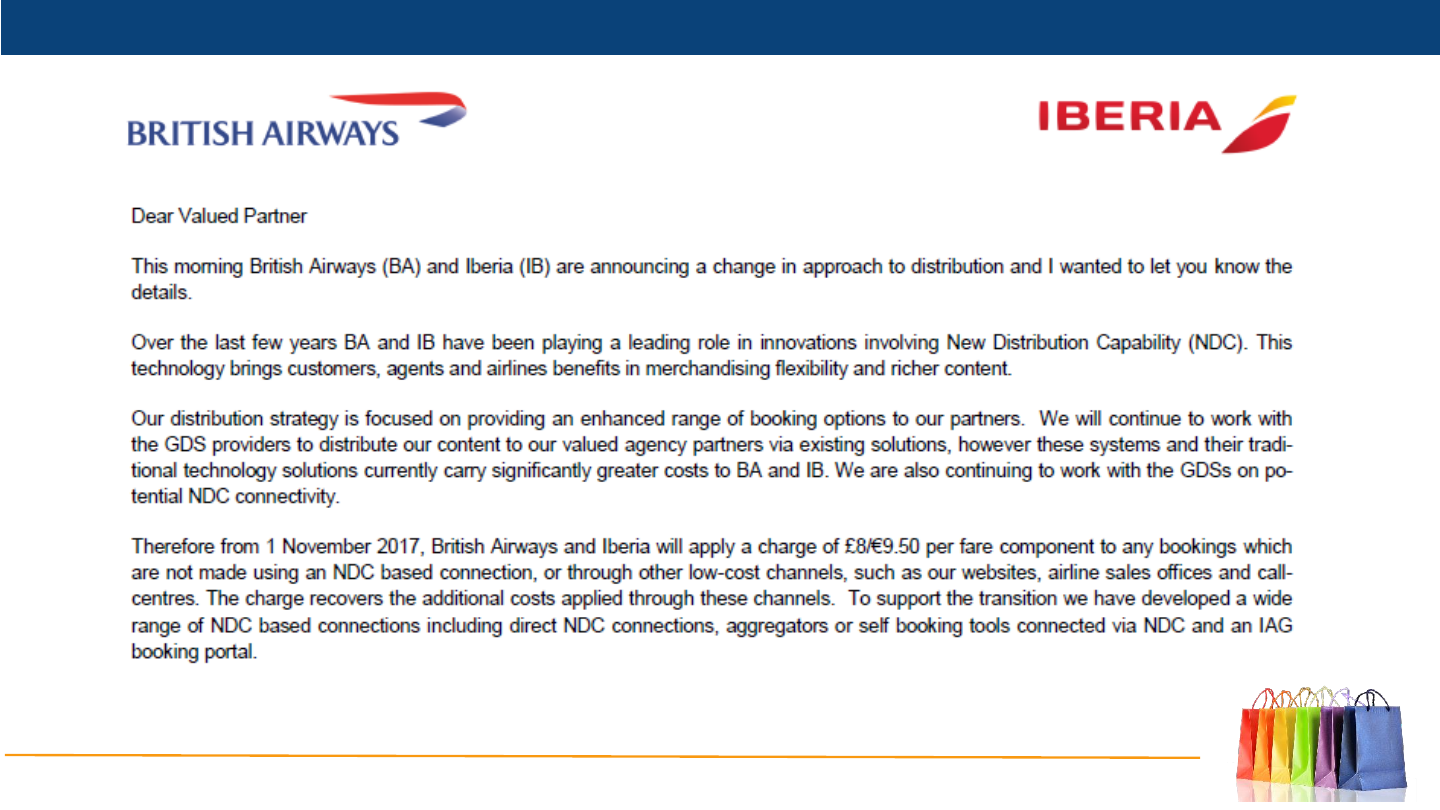 BRITISH AIRWAYS
IBERIA
Dear Valued Partner
This morning British Airways (BA) and Iberia (IB) are announcing a change in approach to distribution and I wanted to let you know the
details.
Over the last few years BA and IB have been playing a leading role in innovations involving New Distribution Capability (NDC). This
technology brings customers, agents and airlines benefits in merchandising flexibility and richer content.
Our distribution strategy is focused on providing an enhanced range of booking options to our partners.  We will continue to work with
the GDS providers to distribute our content to our valued agency partners via existing solutions, however these systems and their tradi-
tional technology solutions currently carry significantly greater costs to BA and IB. We are also continuing to work with the GDSs on po-
tential NDC connectivity.
Therefore from 1 November 2017, British Airways and Iberia will apply a charge of £8/€9.50 per fare component to any bookings which
are not made using an NDC based connection, or through other low-cost channels, such as our websites, airline sales offices and call-
centres. The charge recovers the additional costs applied through these channels.  To support the transition we have developed a wide
range of NDC based connections including direct NDC connections, aggregators or self booking tools connected via NDC and an IAG
booking portal.